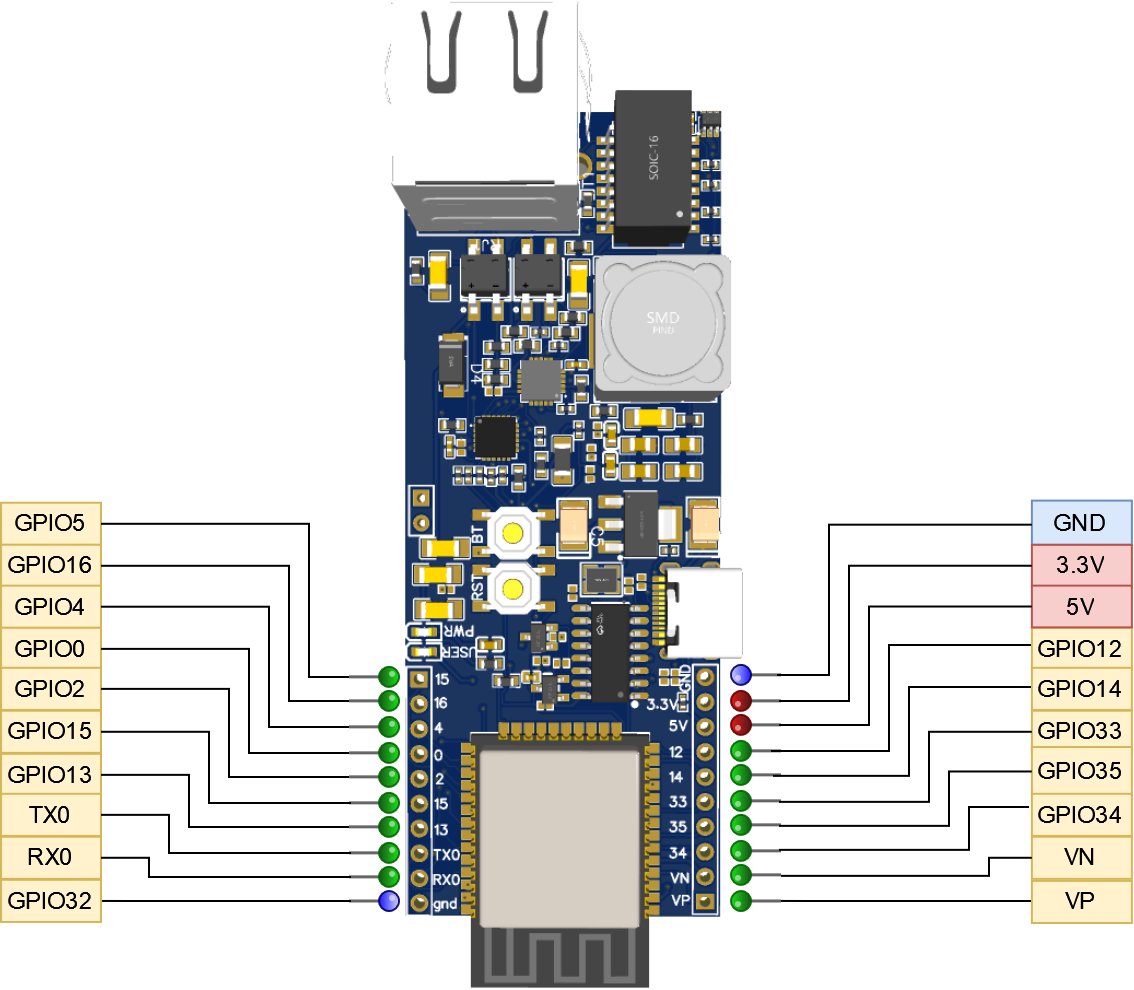 SOIC-16
SMD
PIND
D4
BT
C5
RST
PWR
USER
GPIO5
GPIO16
GPIO4
GPIO0
GPIO2
GPIO15
GPIO13
TX0
RX0
GPIO32
15
16
4
0
2
15
13
TX0
RX0
gnd
GND
3.3V
5V
12
14
33
35
34
VN
VP
GND
3.3V
5V
GPIO12
GPIO14
GPIO33
GPIO35
GPIO34
VN
VP